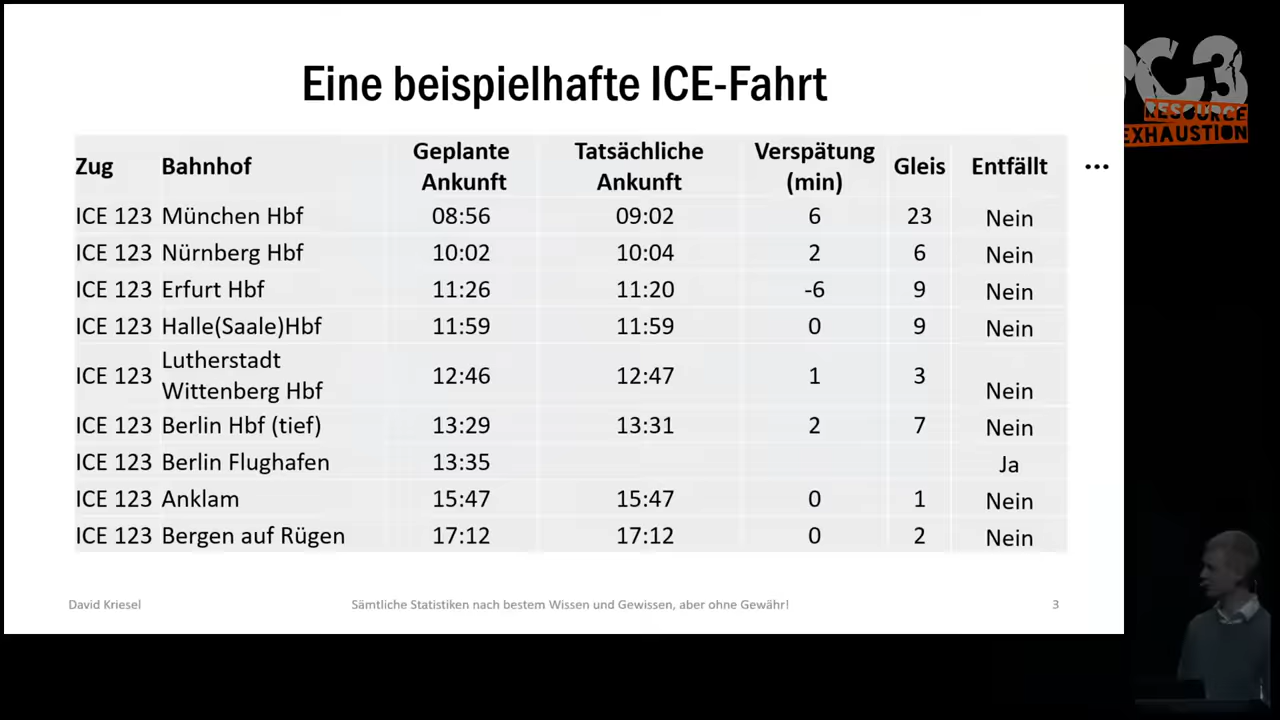 Eine beispielhafte ICE-Fahrt
Zug Bahnhof Geplante Ankunft Tatsächliche Ankunft Verspätung (min) Gleis Entfällt ...
ICE 123 München Hbf 08:56 09:02 6 23 Nein
ICE 123 Nürnberg Hbf 10:02 10:04 2 6 Nein
ICE 123 Erfurt Hbf 11:26 11:20 -6 9 Nein
ICE 123 Halle(Saale)Hbf 11:59 11:59 0 9 Nein
ICE 123 Lutherstadt Wittenberg Hbf 12:46 12:47 1 3 Nein
ICE 123 Berlin Hbf (tief) 13:29 13:31 2 7 Nein
ICE 123 Berlin Flughafen 13:35 Ja
ICE 123 Anklam 15:47 15:47 0 1 Nein
ICE 123 Bergen auf Rügen 17:12 17:12 0 2 Nein
David Kriesel Sämtliche Statistiken nach bestem Wissen und Gewissen, aber ohne Gewähr! 3
C3
RESOURCE
EXHAUSTION